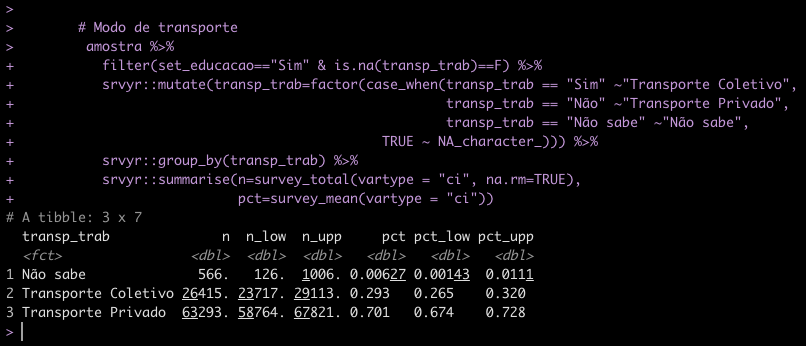 >
>        # Modo de transporte
>         amostra %>%
+           filter(set_educacao=="Sim" & is.na(transp_trab)==F) %>%
+           srvyr::mutate(transp_trab=factor(case_when(transp_trab == "Sim" ~"Transporte Coletivo",
+                                                      transp_trab == "Não" ~"Transporte Privado",
+                                                      transp_trab == "Não sabe" ~"Não sabe",
+                                              TRUE ~ NA_character_))) %>%
+           srvyr::group_by(transp_trab) %>%
+           srvyr::summarise(n=survey_total(vartype = "ci", na.rm=TRUE),
+                            pct=survey_mean(vartype = "ci"))
# A tibble: 3 x 7
  transp_trab              n  n_low  n_upp     pct pct_low pct_upp
  <fct>                <dbl>  <dbl>  <dbl>   <dbl>   <dbl>   <dbl>
1 Não sabe              566.   126.  1006. 0.00627 0.00143  0.0111
2 Transporte Coletivo 26415. 23717. 29113. 0.293   0.265    0.320
3 Transporte Privado  63293. 58764. 67821. 0.701   0.674    0.728
>